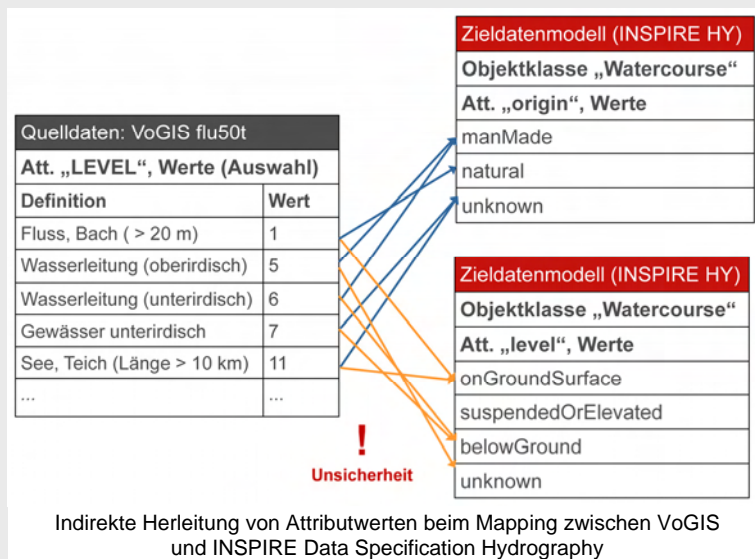 Quelldaten: VoGIS flu50t
Att. „LEVEL“, Werte (Auswahl)
Definition Wert
Fluss, Bach ( > 20 m) 1
Wasserleitung (oberirdisch) 5
Wasserleitung (unterirdisch) 6
Gewässer unterirdisch 7
See, Teich (Länge > 10 km) 11
... ...
Zieldatenmodell (INSPIRE HY)
Objektklasse „Watercourse“
Att. „origin“, Werte
manMade
natural
unknown
Zieldatenmodell (INSPIRE HY)
Objektklasse „Watercourse“
Att. „level“, Werte
onGroundSurface
suspendedOrElevated
belowGround
unknown
!
Unsicherheit
Indirekte Herleitung von Attributwerten beim Mapping zwischen VoGIS
und INSPIRE Data Specification Hydrography